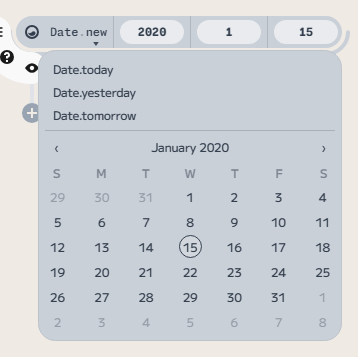 Date.new 2020 1 15
?
Date.today
Date.yesterday
Date.tomorrow
‹ January 2020 ›
S M T W T F S
29 30 31 1 2 3 4
5 6 7 8 9 10 11
12 13 14 15 16 17 18
19 20 21 22 23 24 25
26 27 28 29 30 31 1
2 3 4 5 6 7 8